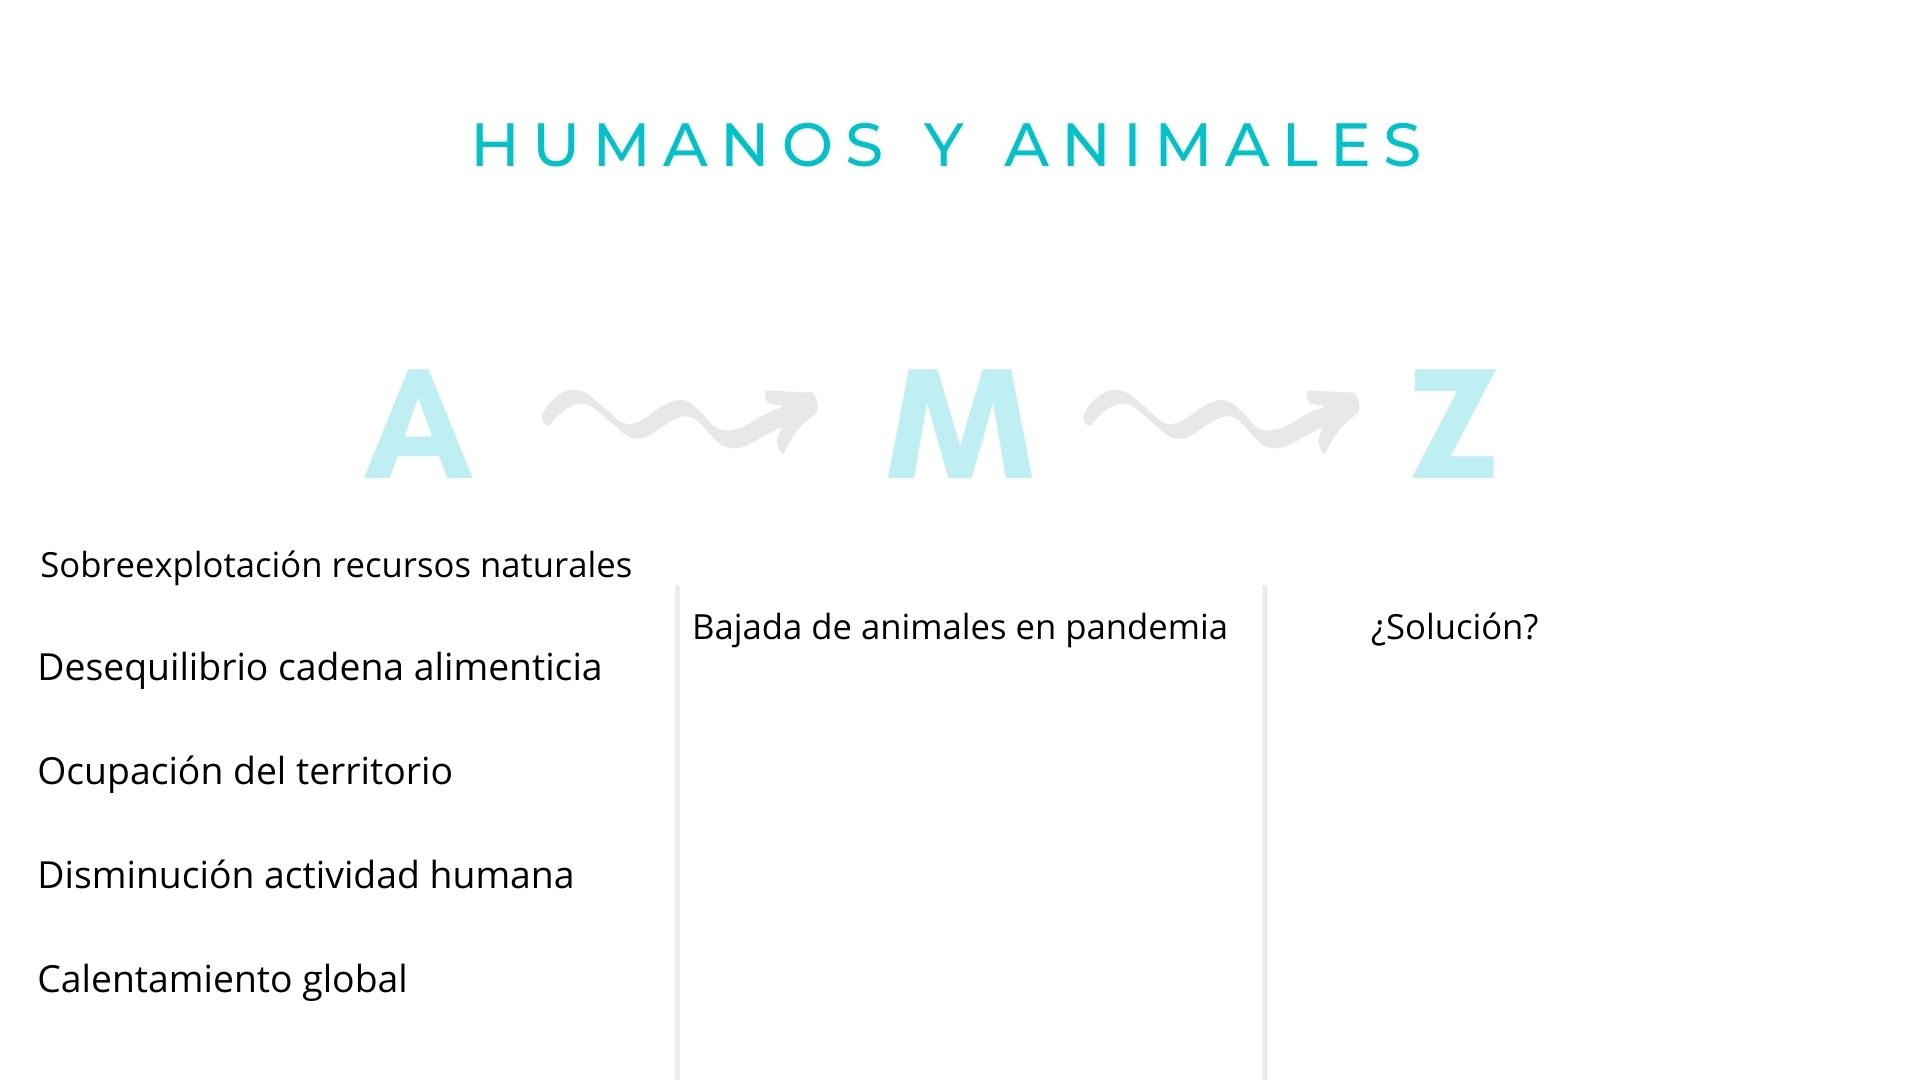 HUMANOS Y ANIMALES
A M Z
Sobreexplotación recursos naturales
Desequilibrio cadena alimenticia
Ocupación del territorio
Disminución actividad humana
Calentamiento global
Bajada de animales en pandemia
¿Solución?